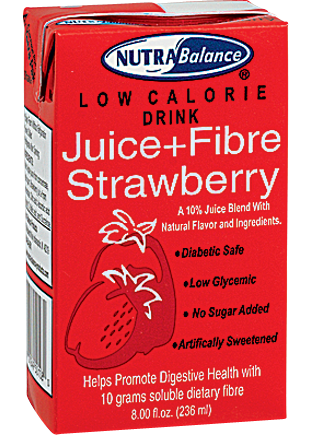 NUTRABalance®
LOW CALORIE
DRINK
Juice+Fibre
Strawberry
A 10% Juice Blend With
Natural Flavor and Ingredients.
•Diabetic Safe
•Low Glycemic
• No Sugar Added
•Artifically Sweetened
Helps Promote Digestive Health with
10 grams soluble dietary fibre
8.00 fl.oz. (236 ml)